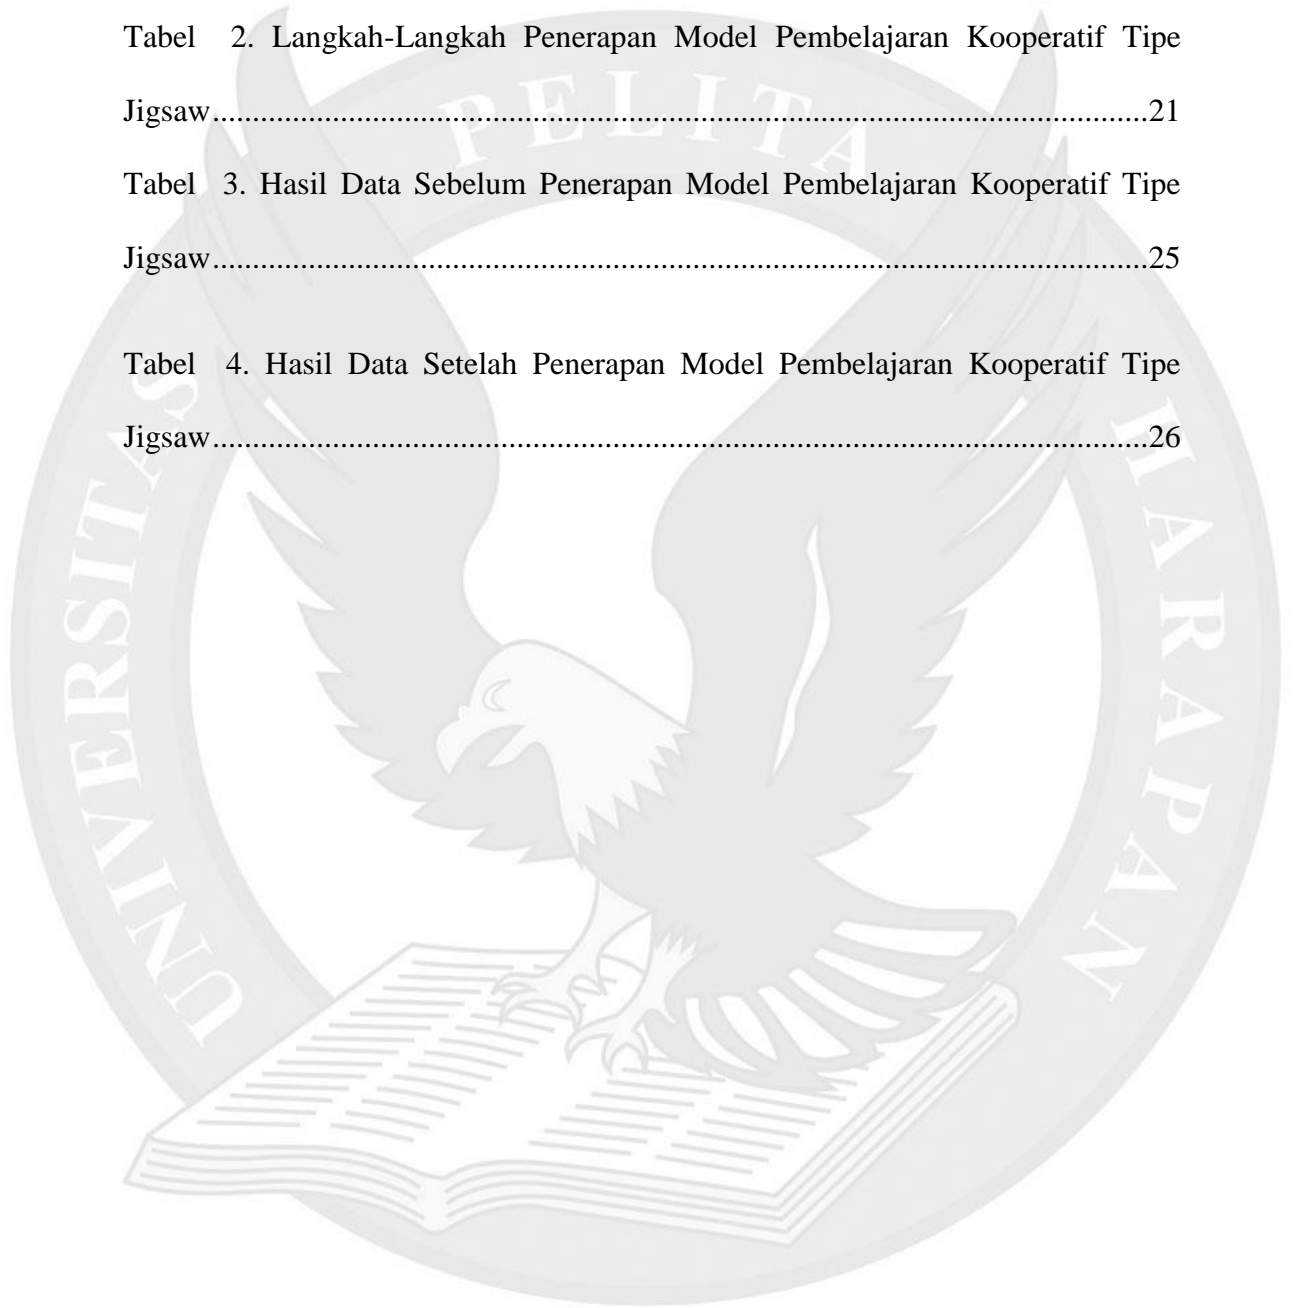 Tabel 2. Langkah-Langkah Penerapan Model Pembelajaran Kooperatif Tipe
Jigsaw....................................................................................................................21
Tabel 3. Hasil Data Sebelum Penerapan Model Pembelajaran Kooperatif Tipe
Jigsaw....................................................................................................................25
Tabel 4. Hasil Data Setelah Penerapan Model Pembelajaran Kooperatif Tipe
Jigsaw....................................................................................................................26
UNIVERSITAS PELITA HARAPAN